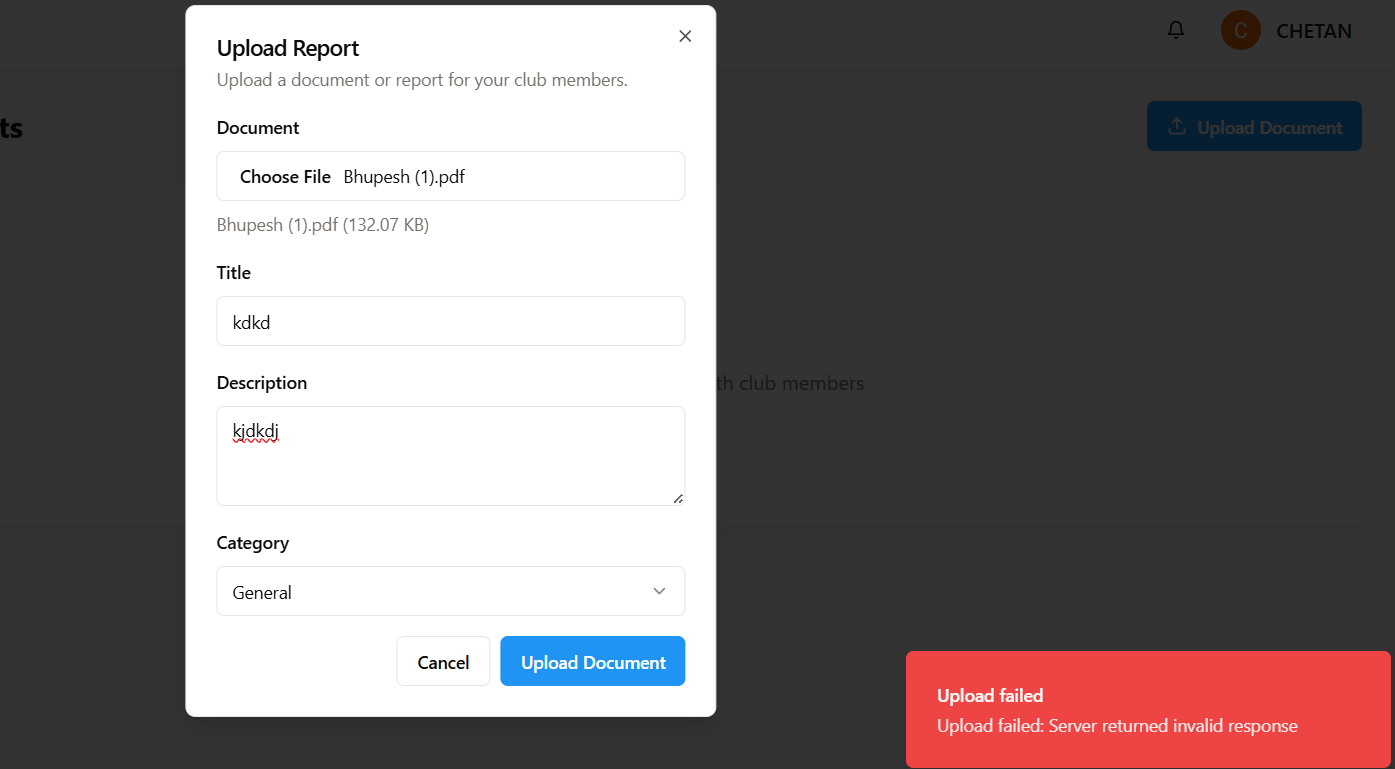 Upload Report
Upload a document or report for your club members.
C CHETAN
ts
Upload Document
Document
Choose File Bhupesh (1).pdf
Bhupesh (1).pdf (132.07 KB)
Title
kdkd
Description
th club members
kjdkdj
Category
General
Cancel Upload Document
Upload failed
Upload failed: Server returned invalid response